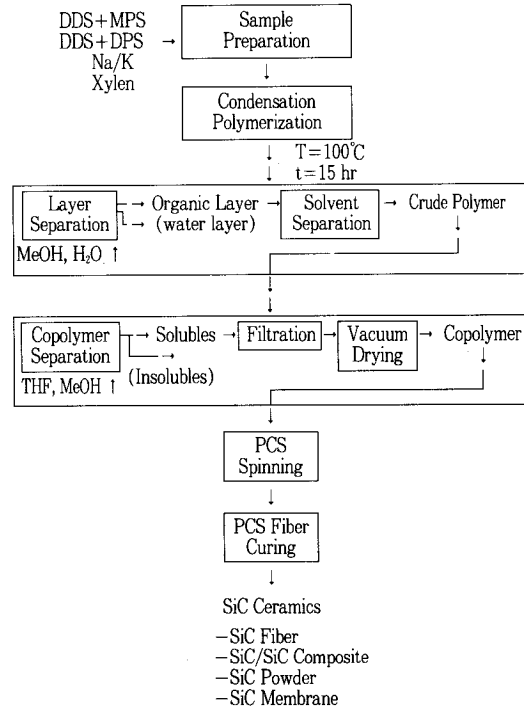 DDS+MPS
DDS+DPS → Sample
Na/K Preparation
Xylen
Condensation
Polymerization
T=100℃
t=15 hr
Layer → Organic Layer → Solvent → Crude Polymer
Separation → (water layer) Separation
MeOH, H₂O ↑
Copolymer → Solubles → Filtration → Vacuum → Copolymer
Separation → (Insolubles) Drying
THF, MeOH ↑
PCS
Spinning
PCS Fiber
Curing
SiC Ceramics
−SiC Fiber
−SiC/SiC Composite
−SiC Powder
−SiC Membrane